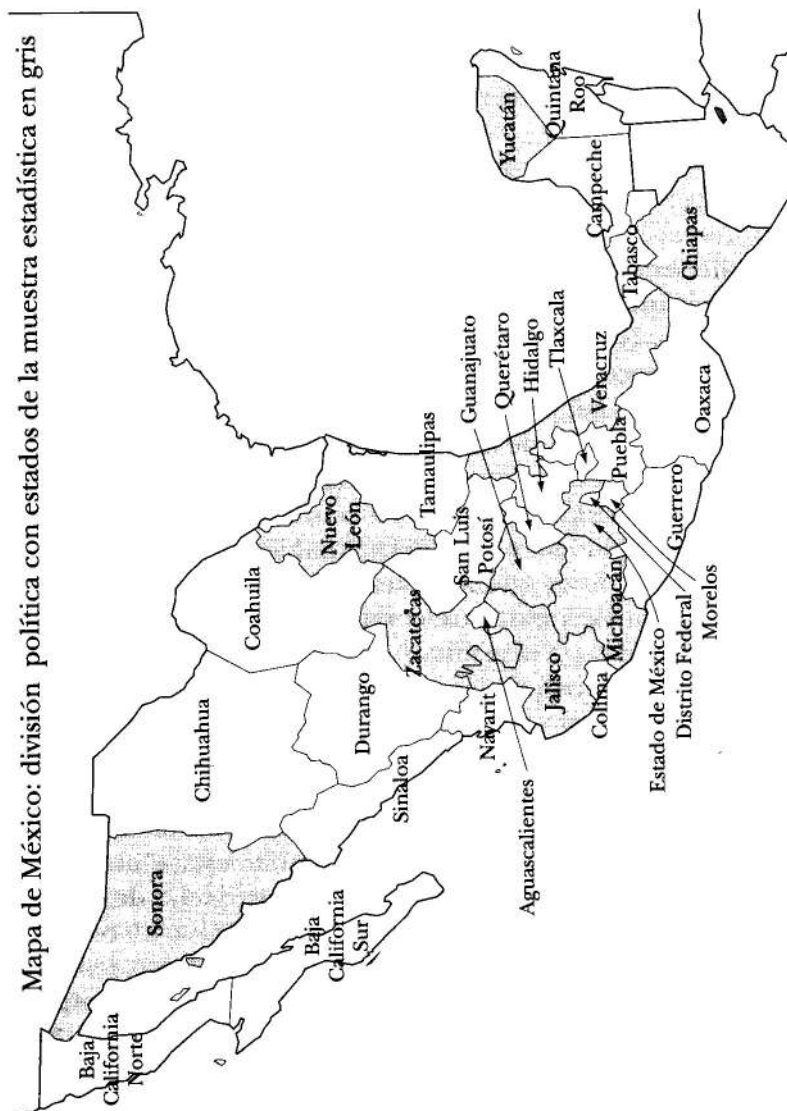 Mapa de México: división política con estados de la muestra estadística en gris
Baja
California
Norte
Sonora
Chihuahua
Coahuila
Nuevo
León
Baja
California
Sur
Sinaloa
Durango
Zacatecas
Tamaulipas
San Luis
Potosí
Nayarit
Aguascalientes
Jalisco
Colima
Michoacán
Guanajuato
Querétaro
Hidalgo
Tlaxcala
Veracruz
Puebla
Estado de México
Distrito Federal
Morelos
Guerrero
Oaxaca
Tabasco
Chiapas
Campeche
Yucatán
Quintana
Roo